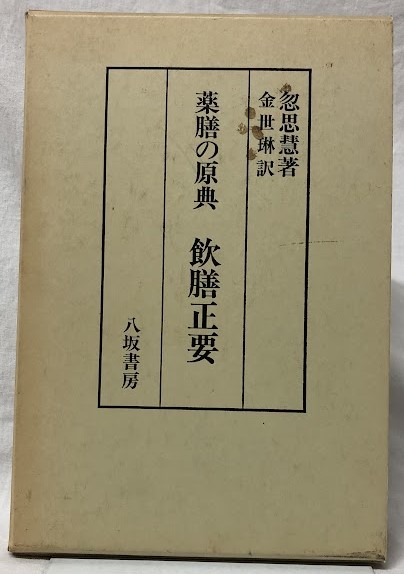 忽思慧著
金世琳訳
薬膳の原典 飲膳正要
八坂書房